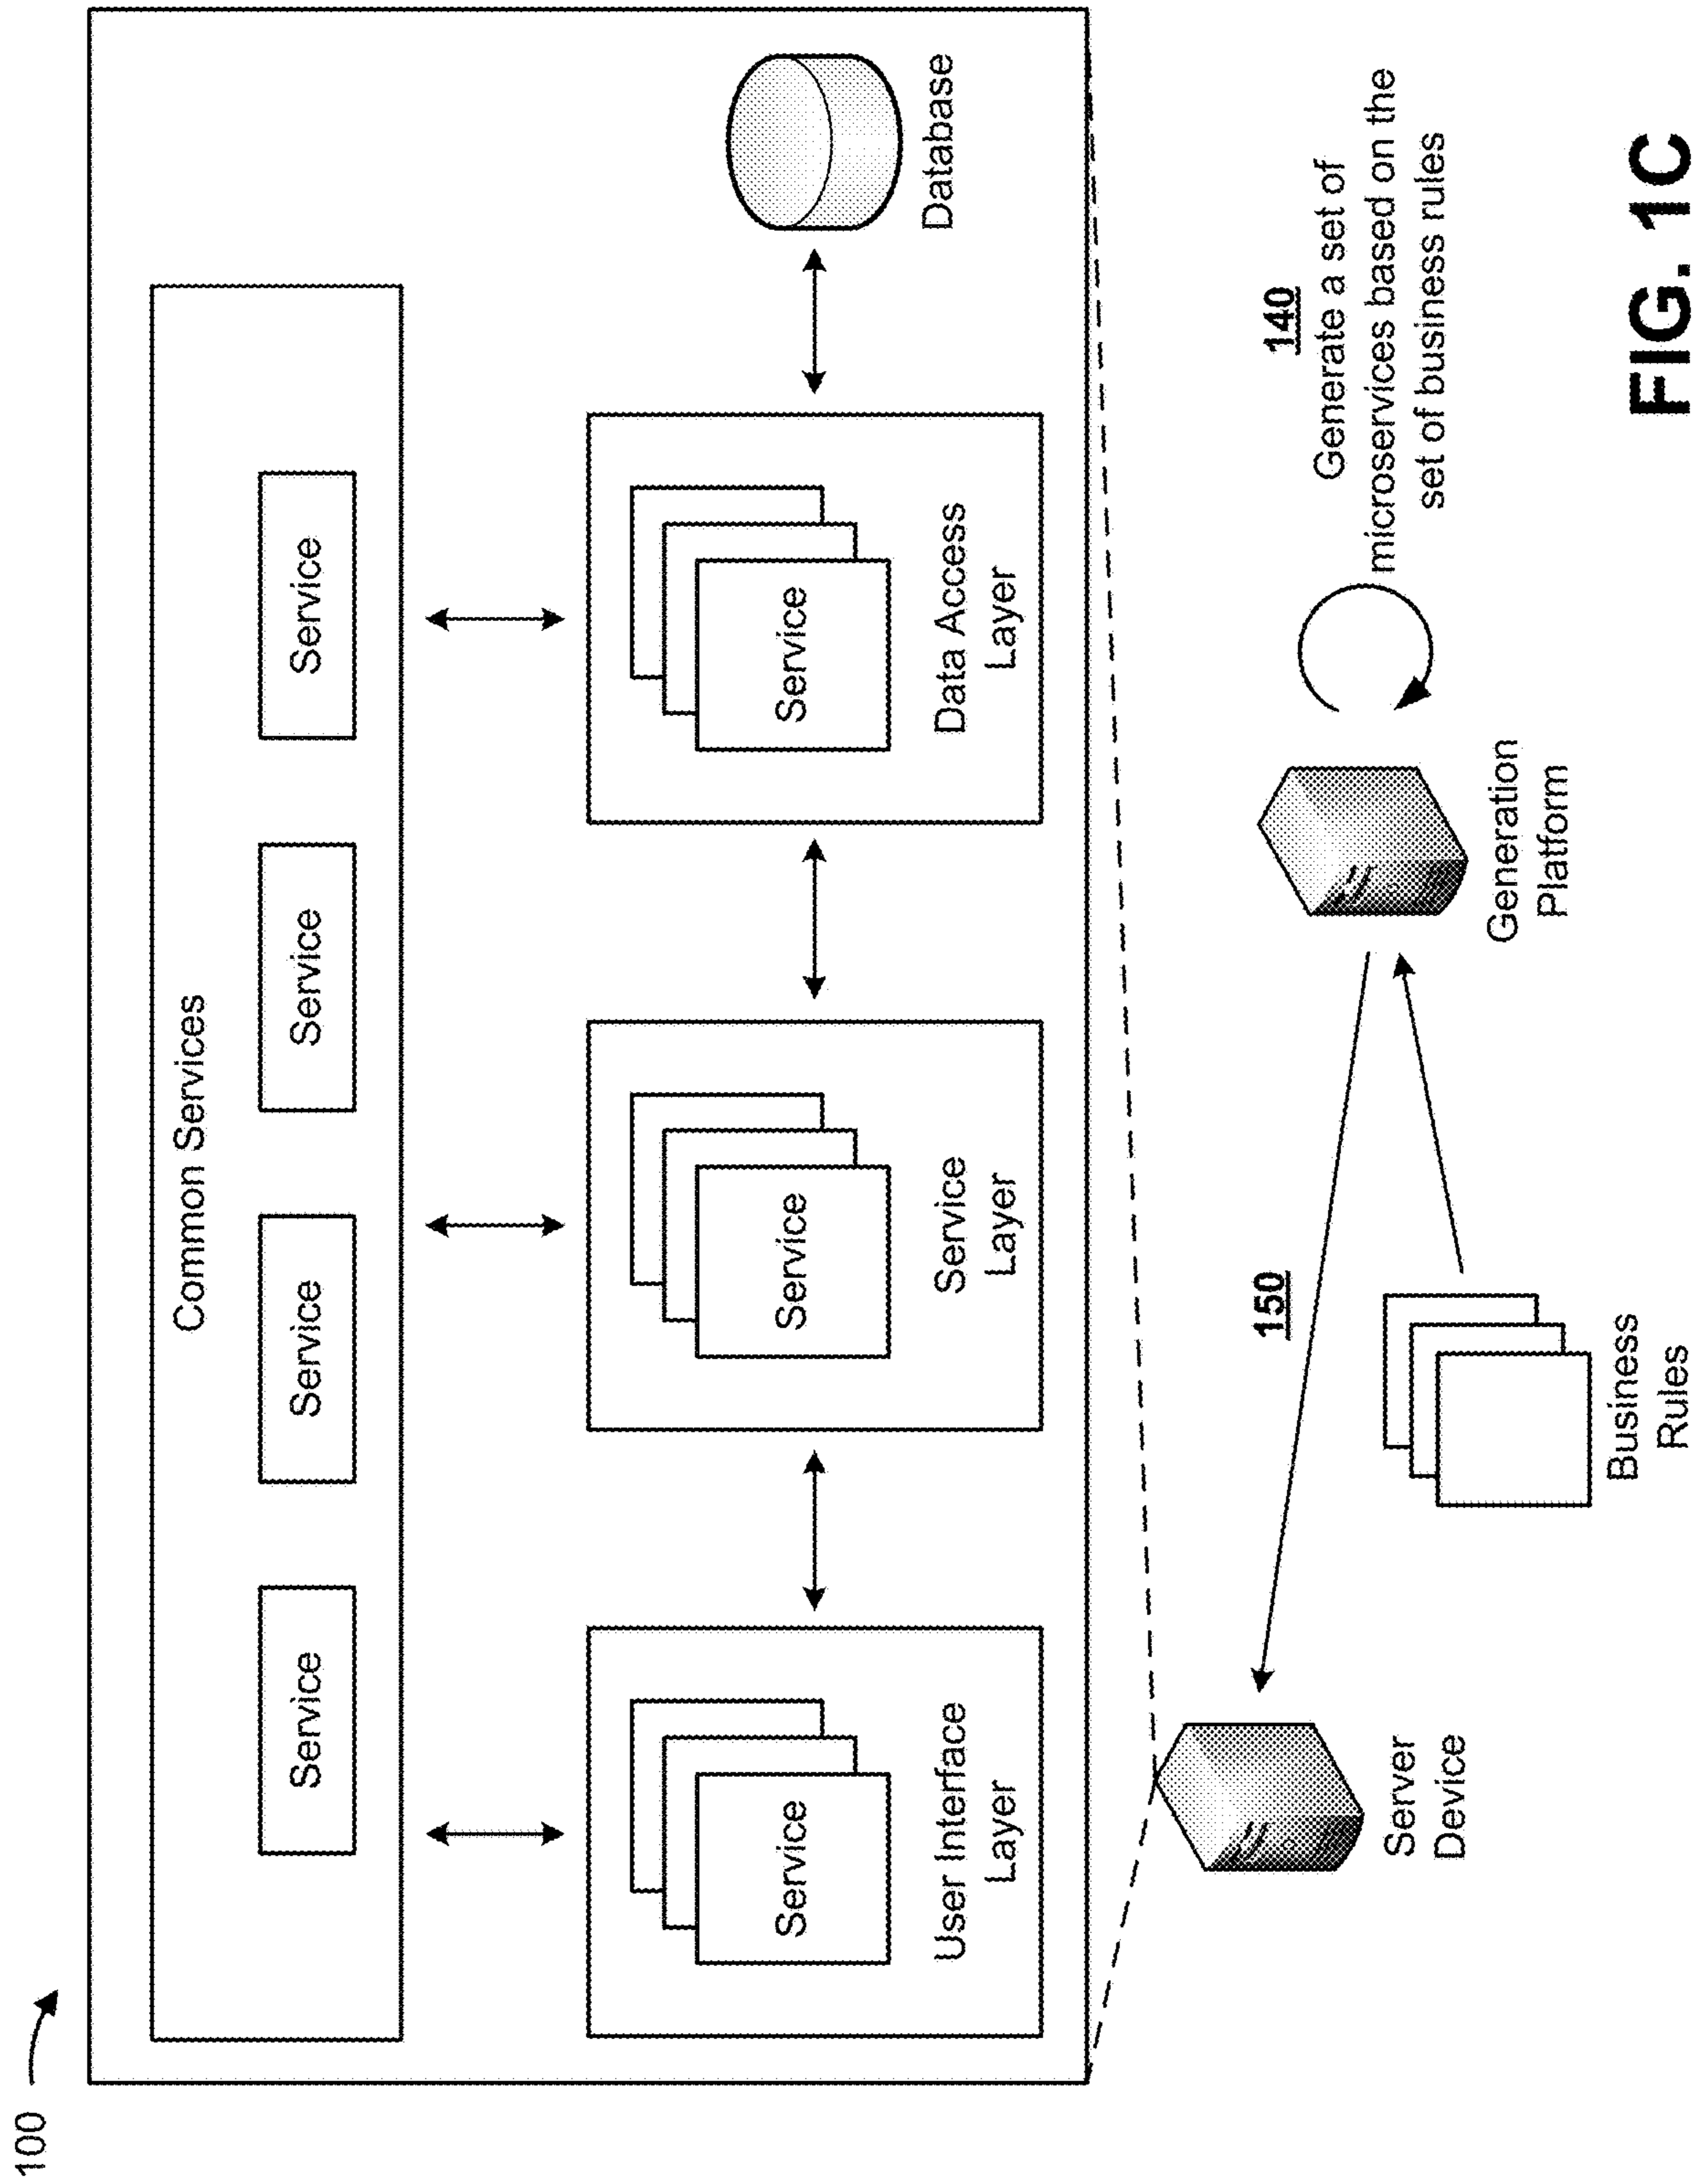 100
Common Services
Service
Service
Service
Service
Service
User Interface
Layer
Service
Service
Layer
Service
Data Access
Layer
Database
Server
Device
150
Business
Rules
Generation
Platform
140
Generate a set of
microservices based on the
set of business rules
FIG. 1C